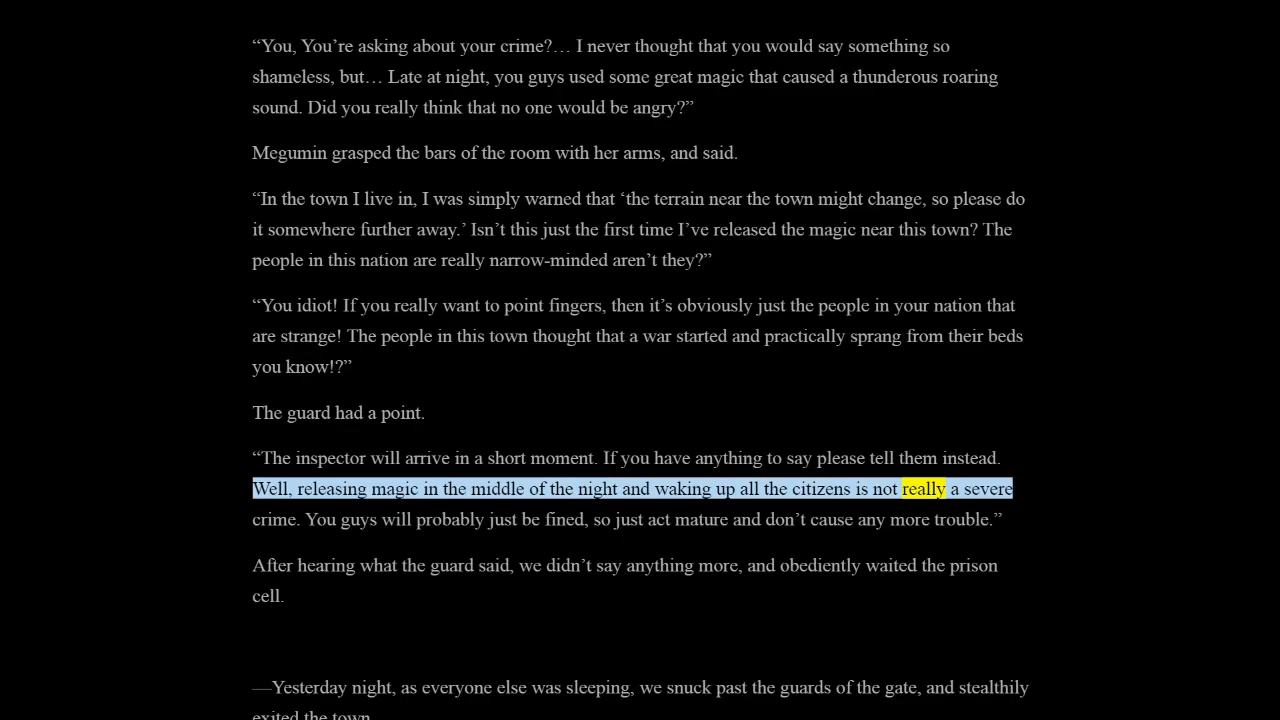 “You, You’re asking about your crime?… I never thought that you would say something so
shameless, but… Late at night, you guys used some great magic that caused a thunderous roaring
sound. Did you really think that no one would be angry?”
Megumin grasped the bars of the room with her arms, and said.
“In the town I live in, I was simply warned that ‘the terrain near the town might change, so please do
it somewhere further away.’ Isn’t this just the first time I’ve released the magic near this town? The
people in this nation are really narrow-minded aren’t they?”
“You idiot! If you really want to point fingers, then it’s obviously just the people in your nation that
are strange! The people in this town thought that a war started and practically sprang from their beds
you know!?”
The guard had a point.
“The inspector will arrive in a short moment. If you have anything to say please tell them instead.
Well, releasing magic in the middle of the night and waking up all the citizens is not really a severe
crime. You guys will probably just be fined, so just act mature and don’t cause any more trouble.”
After hearing what the guard said, we didn’t say anything more, and obediently waited the prison
cell.
—Yesterday night, as everyone else was sleeping, we snuck past the guards of the gate, and stealthily
exited the town